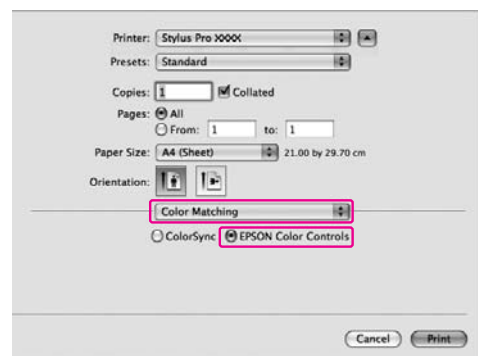 Printer: Stylus Pro XXXX
Presets: Standard
Copies: 1 Collated
Pages: All
From: 1 to: 1
Paper Size: A4 (Sheet) 21.00 by 29.70 cm
Orientation:
Color Matching
ColorSync EPSON Color Controls
Cancel Print